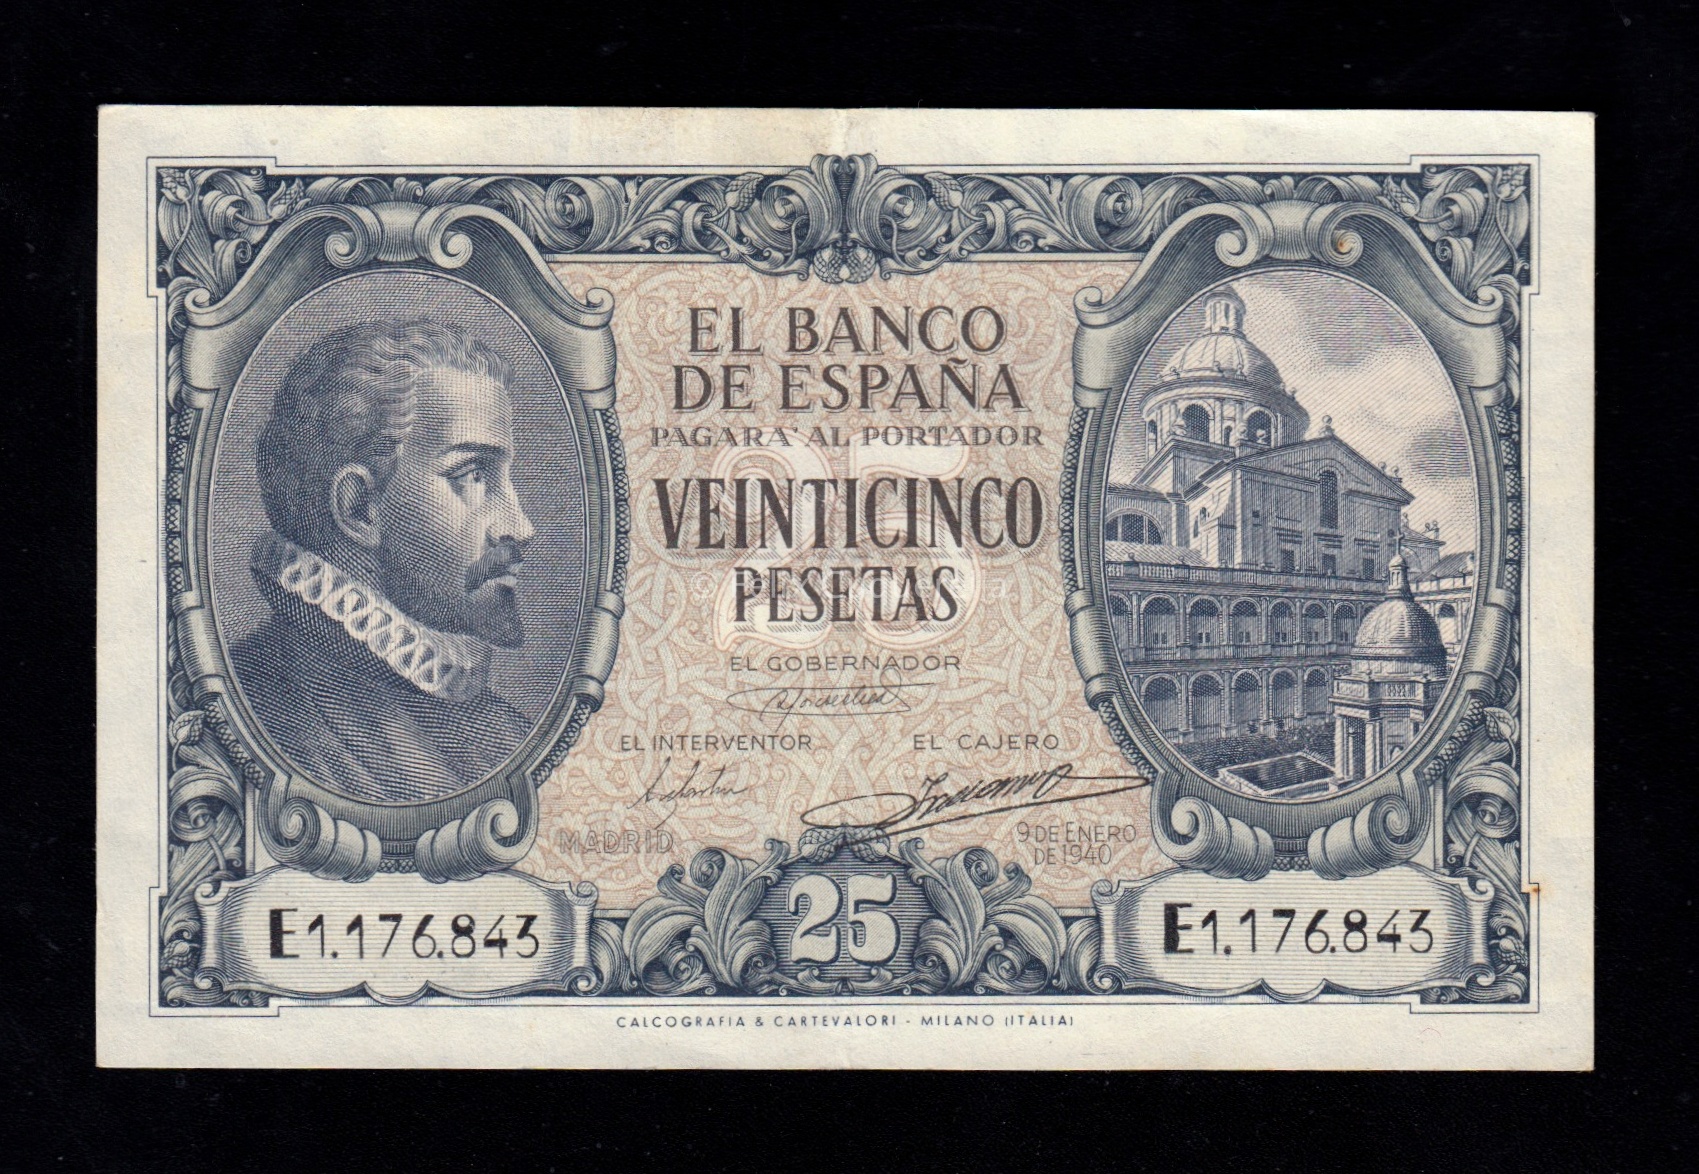 EL BANCO
DE ESPAÑA
PAGARA' AL PORTADOR
25
VEINTICINCO
PESETAS
EL GOBERNADOR
EL INTERVENTOR
EL CAJERO
MADRID
9 DE ENERO
DE 1940
E1.176.843
25
E1.176.843
CALCOGRAFIA & CARTEVALORI - MILANO (ITALIA)